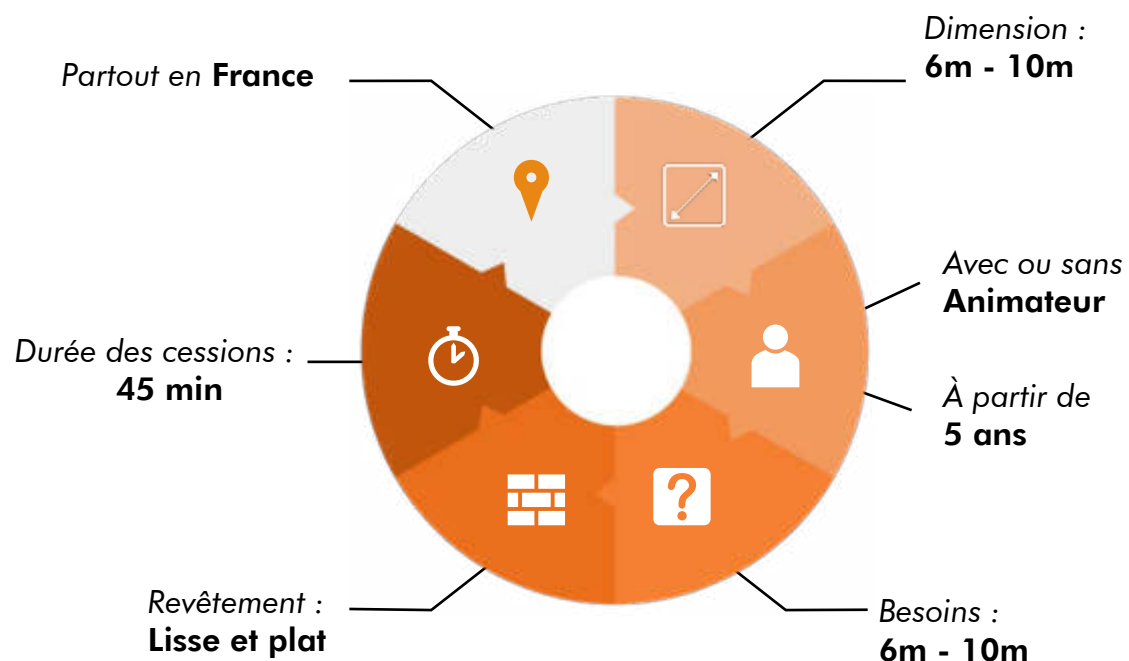 Dimension :
6m - 10m
Partout en France
Avec ou sans
Animateur
À partir de
5 ans
Durée des cessions :
45 min
Revêtement :
Lisse et plat
Besoins :
6m - 10m